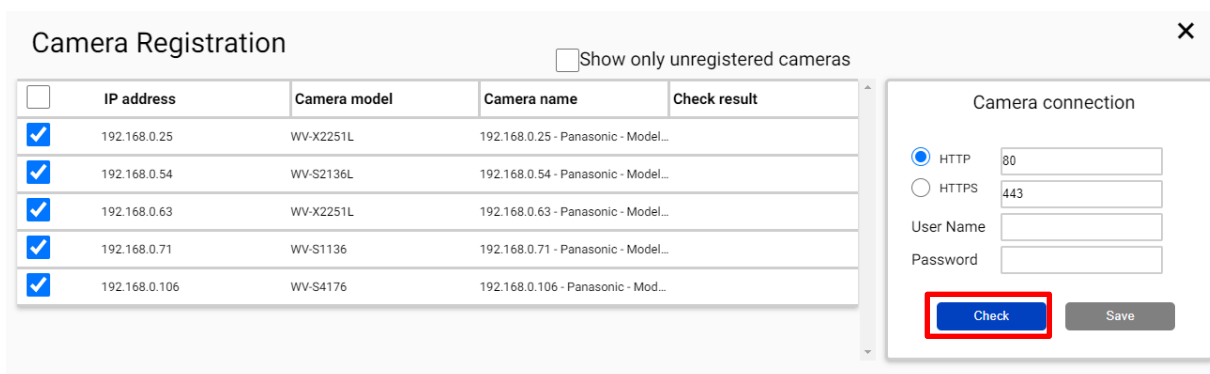 Camera Registration
Show only unregistered cameras
IP address Camera model Camera name Check result
192.168.0.25 WV-X2251L 192.168.0.25 - Panasonic - Model...
192.168.0.54 WV-S2136L 192.168.0.54 - Panasonic - Model...
192.168.0.63 WV-X2251L 192.168.0.63 - Panasonic - Model...
192.168.0.71 WV-S1136 192.168.0.71 - Panasonic - Model...
192.168.0.106 WV-S4176 192.168.0.106 - Panasonic - Mod...
Camera connection
HTTP 80
HTTPS 443
User Name
Password
Check Save